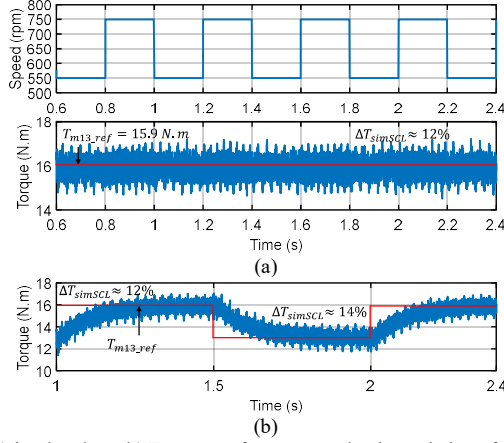 800
750
700
650
600
550
500
Speed (rpm)
0.6 0.8 1 1.2 1.4 1.6 1.8 2 2.2 2.4
18
16
14
Torque (N.m)
T_m13_ref = 15.9 N.m
ΔT_simSCL ≈ 12%
0.6 0.8 1 1.2 1.4 1.6 1.8 2 2.2 2.4
Time (s)
(a)
18
16
14
12
10
Torque (N.m)
ΔT_simSCL ≈ 12%
ΔT_simSCL ≈ 14%
T_m13_ref
1 1.5 2 2.4
Time (s)
(b)